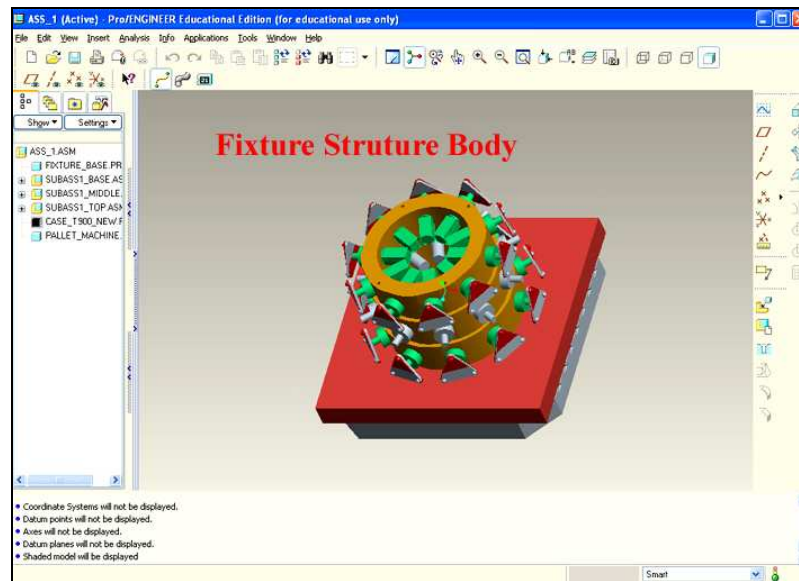 ASS_1 (Active) - Pro/ENGINEER Educational Edition (for educational use only)
File Edit View Insert Analysis Info Applications Tools Window Help
Show Settings
ASS_1.ASM
FIXTURE_BASE.PR
SUBASS1_BASE.AS
SUBASS1_MIDDLE.
SUBASS1_TOP.ASM
CASE_T900_NEW.F
PALLET_MACHINE.
Fixture Struture Body
• Coordinate Systems will not be displayed.
• Datum points will not be displayed.
• Axes will not be displayed.
• Datum planes will not be displayed.
• Shaded model will be displayed
Smart